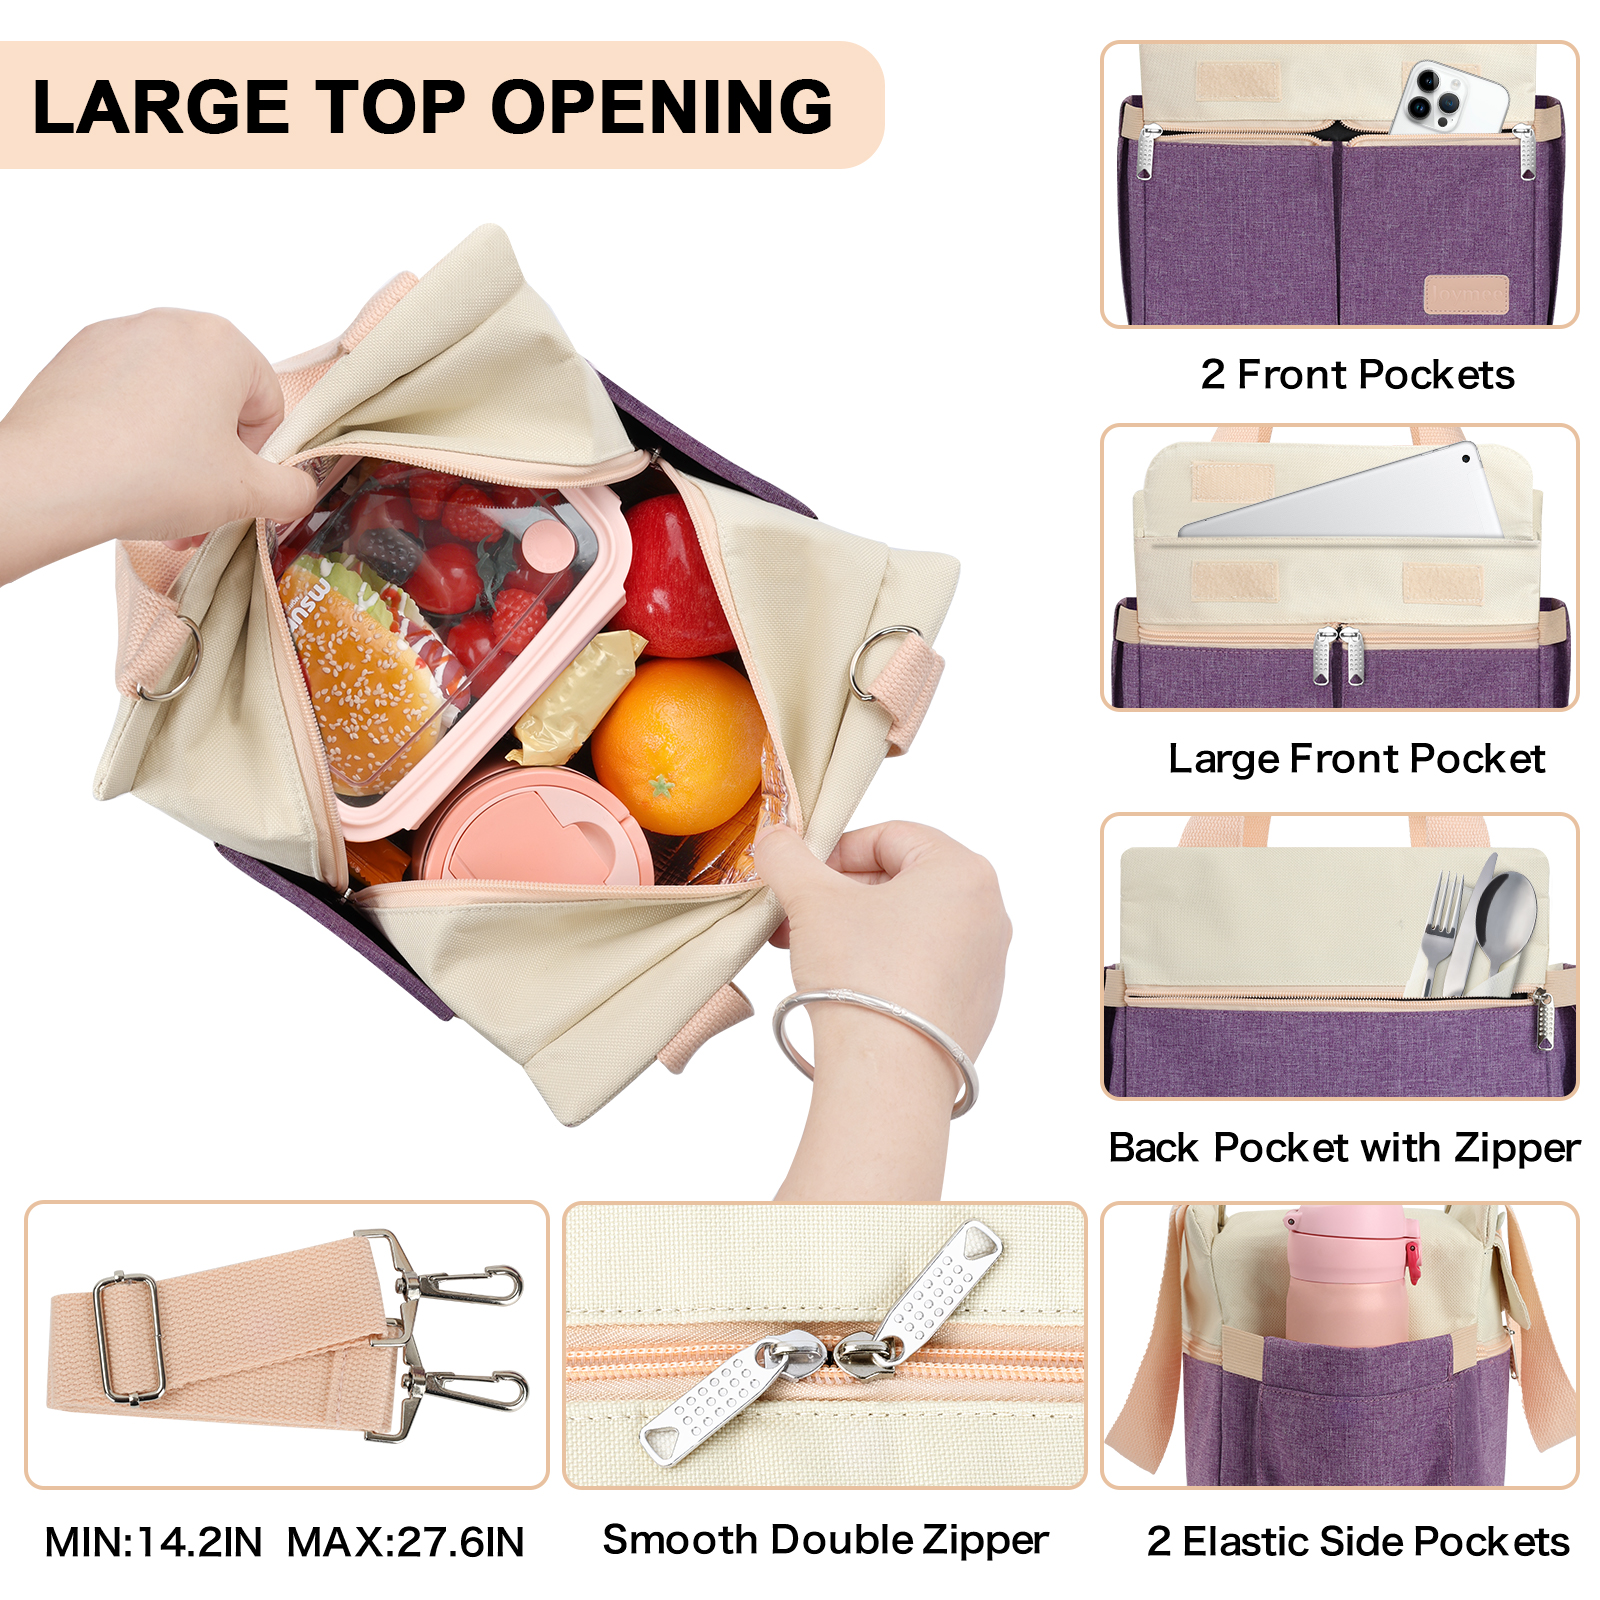 LARGE TOP OPENING
2 Front Pockets
Large Front Pocket
Back Pocket with Zipper
MIN:14.2IN MAX:27.6IN
Smooth Double Zipper
2 Elastic Side Pockets